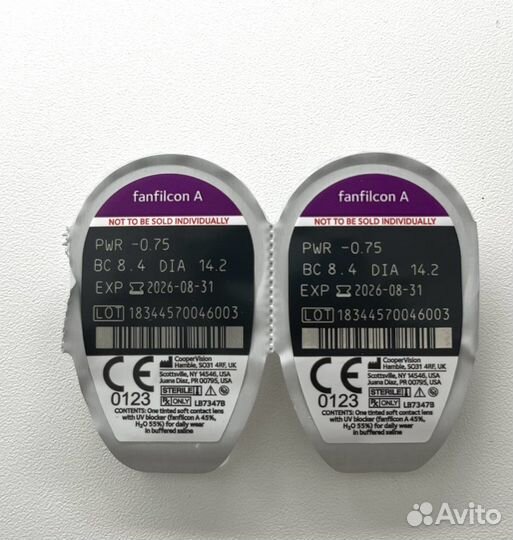 fanfilcon A
NOT TO BE SOLD INDIVIDUALLY
PWR -0.75
BC 8.4 DIA 14.2
EXP 2026-08-31
LOT 18344570046003
CE
0123
CooperVision
Hamble, SO31 4RF, UK
Scottsville, NY 14546, USA
Juana Diaz, PR 00795, USA
STERILE
Rx ONLY LB7347B
CONTENTS: One tinted soft contact lens
with UV blocker (fanfilcon A 45%,
H₂O 55%) for daily wear
in buffered saline
fanfilcon A
NOT TO BE SOLD INDIVIDUALLY
PWR -0.75
BC 8.4 DIA 14.2
EXP 2026-08-31
LOT 18344570046003
CE
0123
CooperVision
Hamble, SO31 4RF, UK
Scottsville, NY 14546, USA
Juana Diaz, PR 00795, USA
STERILE
Rx ONLY LB7347B
CONTENTS: One tinted soft contact lens
with UV blocker (fanfilcon A 45%,
H₂O 55%) for daily wear
in buffered saline
Avito